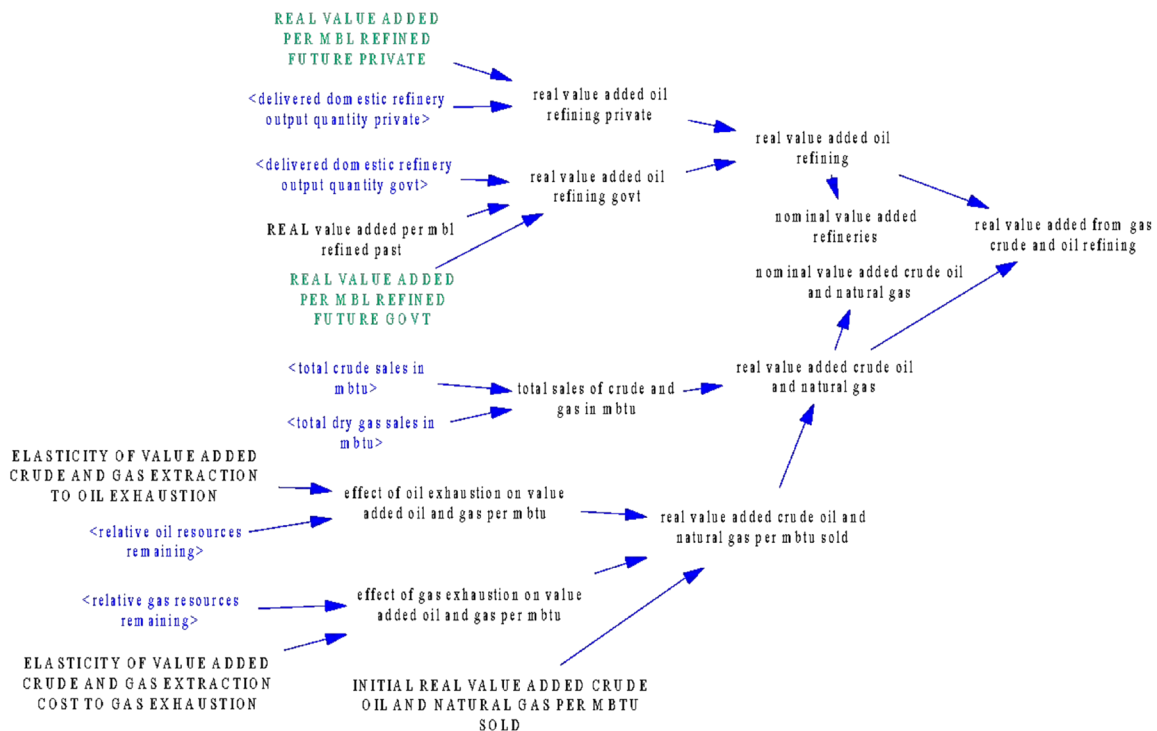 REAL VALUE ADDED
PER MBL REFINED
FUTURE PRIVATE
<delivered domestic refinery
output quantity private>
real value added oil
refining private
<delivered domestic refinery
output quantity govt>
real value added oil
refining govt
REAL value added per mbl
refined past
REAL VALUE ADDED
PER MBL REFINED
FUTURE GOVT
real value added oil
refining
nominal value added
refineries
real value added from gas
crude and oil refining
nominal value added crude oil
and natural gas
<total crude sales in
mbtu>
<total dry gas sales in
mbtu>
total sales of crude and
gas in mbtu
real value added crude oil
and natural gas
ELASTICITY OF VALUE ADDED
CRUDE AND GAS EXTRACTION
TO OIL EXHAUSTION
<relative oil resources
remaining>
effect of oil exhaustion on value
added oil and gas per mbtu
real value added crude oil and
natural gas per mbtu sold
<relative gas resources
remaining>
effect of gas exhaustion on value
added oil and gas per mbtu
ELASTICITY OF VALUE ADDED
CRUDE AND GAS EXTRACTION
COST TO GAS EXHAUSTION
INITIAL REAL VALUE ADDED CRUDE
OIL AND NATURAL GAS PER MBTU
SOLD